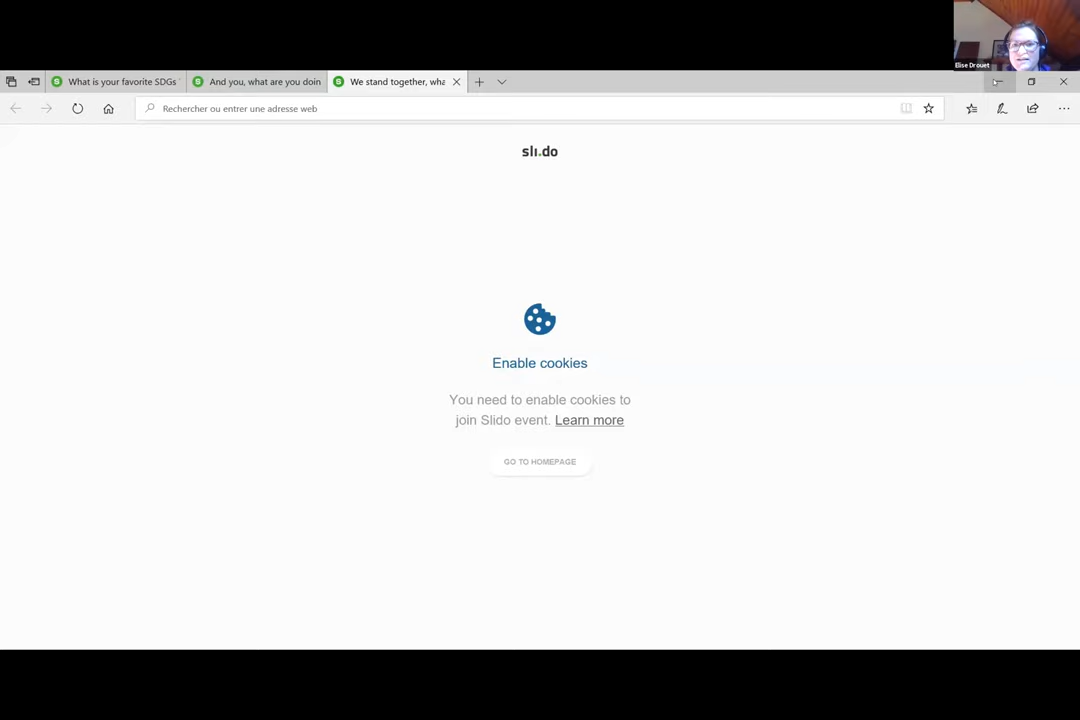 Elise Drouet
What is your favorite SDGs
And you, what are you doin
We stand together, wha
Rechercher ou entrer une adresse web
sli.do
Enable cookies
You need to enable cookies to
join Slido event. Learn more
GO TO HOMEPAGE